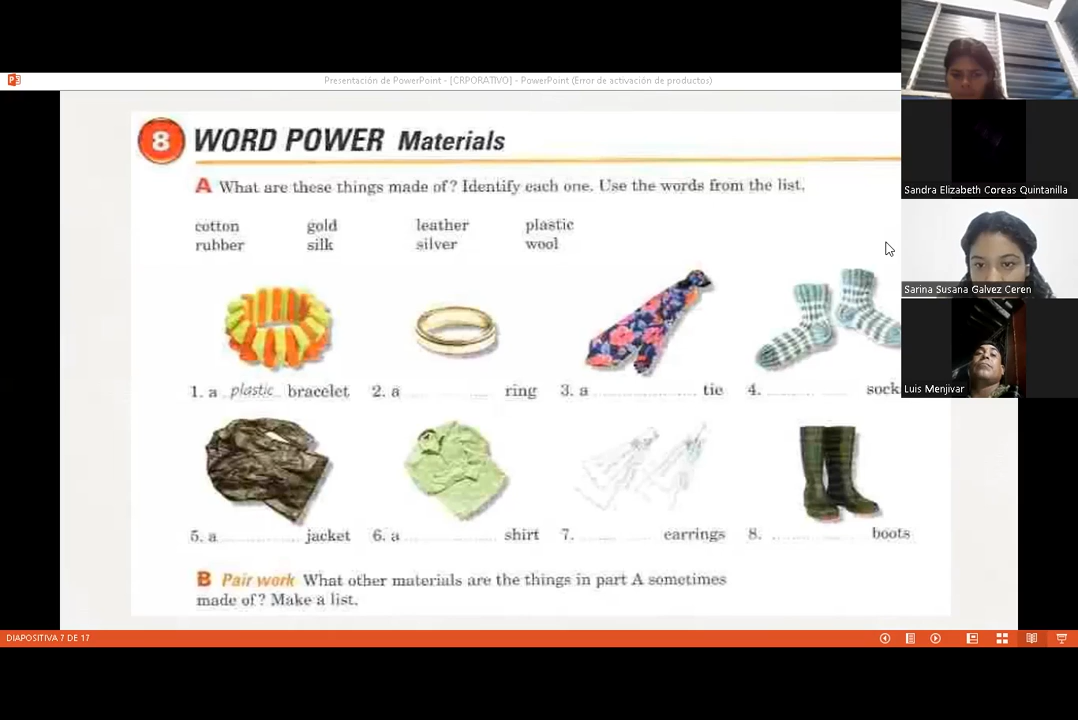 Presentación de PowerPoint - [CRPORATIVO] - PowerPoint (Error de activación de productos)
8 WORD POWER Materials
A What are these things made of? Identify each one. Use the words from the list.
cotton gold leather plastic
rubber silk silver wool
1. a plastic bracelet 2. a ring 3. a tie 4. sock
5. a jacket 6. a shirt 7. earrings 8. boots
B Pair work What other materials are the things in part A sometimes
made of? Make a list.
DIAPOSITIVA 7 DE 17
Sandra Elizabeth Coreas Quintanilla
Sarina Susana Galvez Ceren
Luis Menjivar